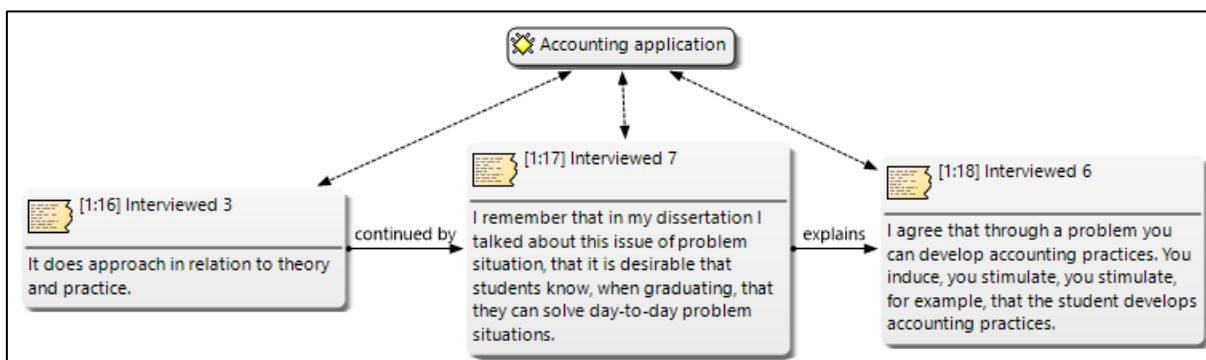 Accounting application
[1:16] Interviewed 3
It does approach in relation to theory
and practice.
continued by
[1:17] Interviewed 7
I remember that in my dissertation I
talked about this issue of problem
situation, that it is desirable that
students know, when graduating, that
they can solve day-to-day problem
situations.
explains
[1:18] Interviewed 6
I agree that through a problem you
can develop accounting practices. You
induce, you stimulate, you stimulate,
for example, that the student develops
accounting practices.